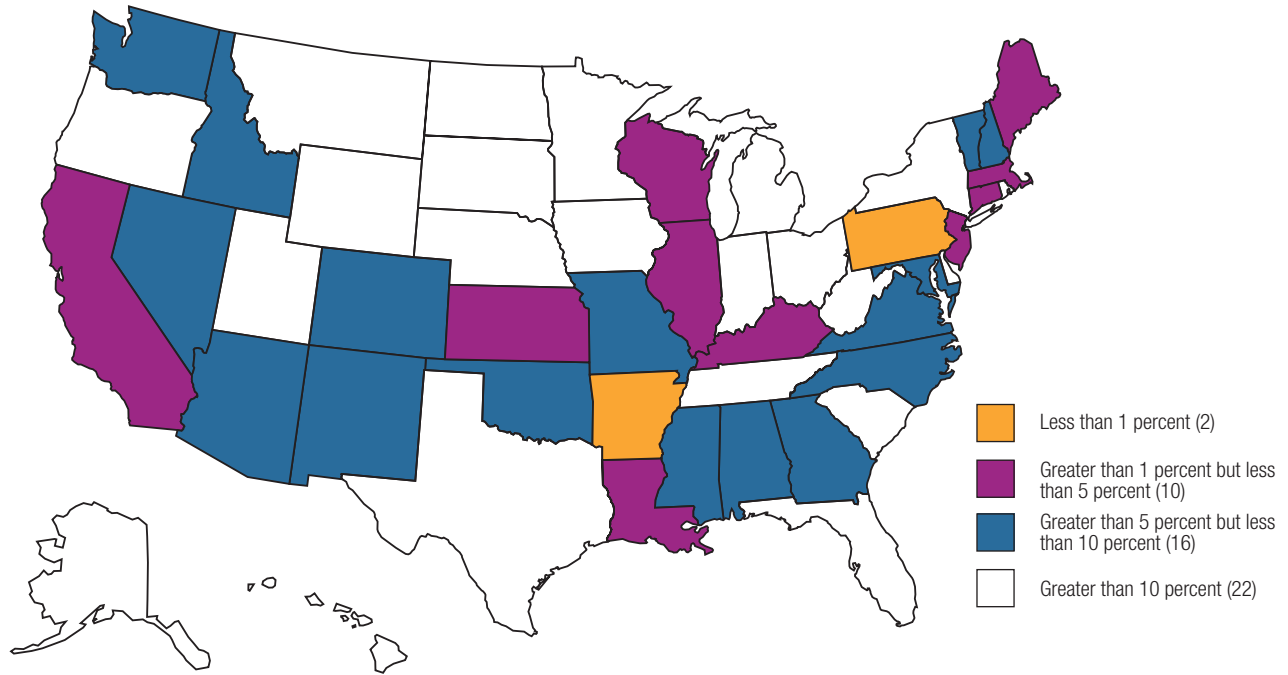 Less than 1 percent (2)
Greater than 1 percent but less
than 5 percent (10)
Greater than 5 percent but less
than 10 percent (16)
Greater than 10 percent (22)